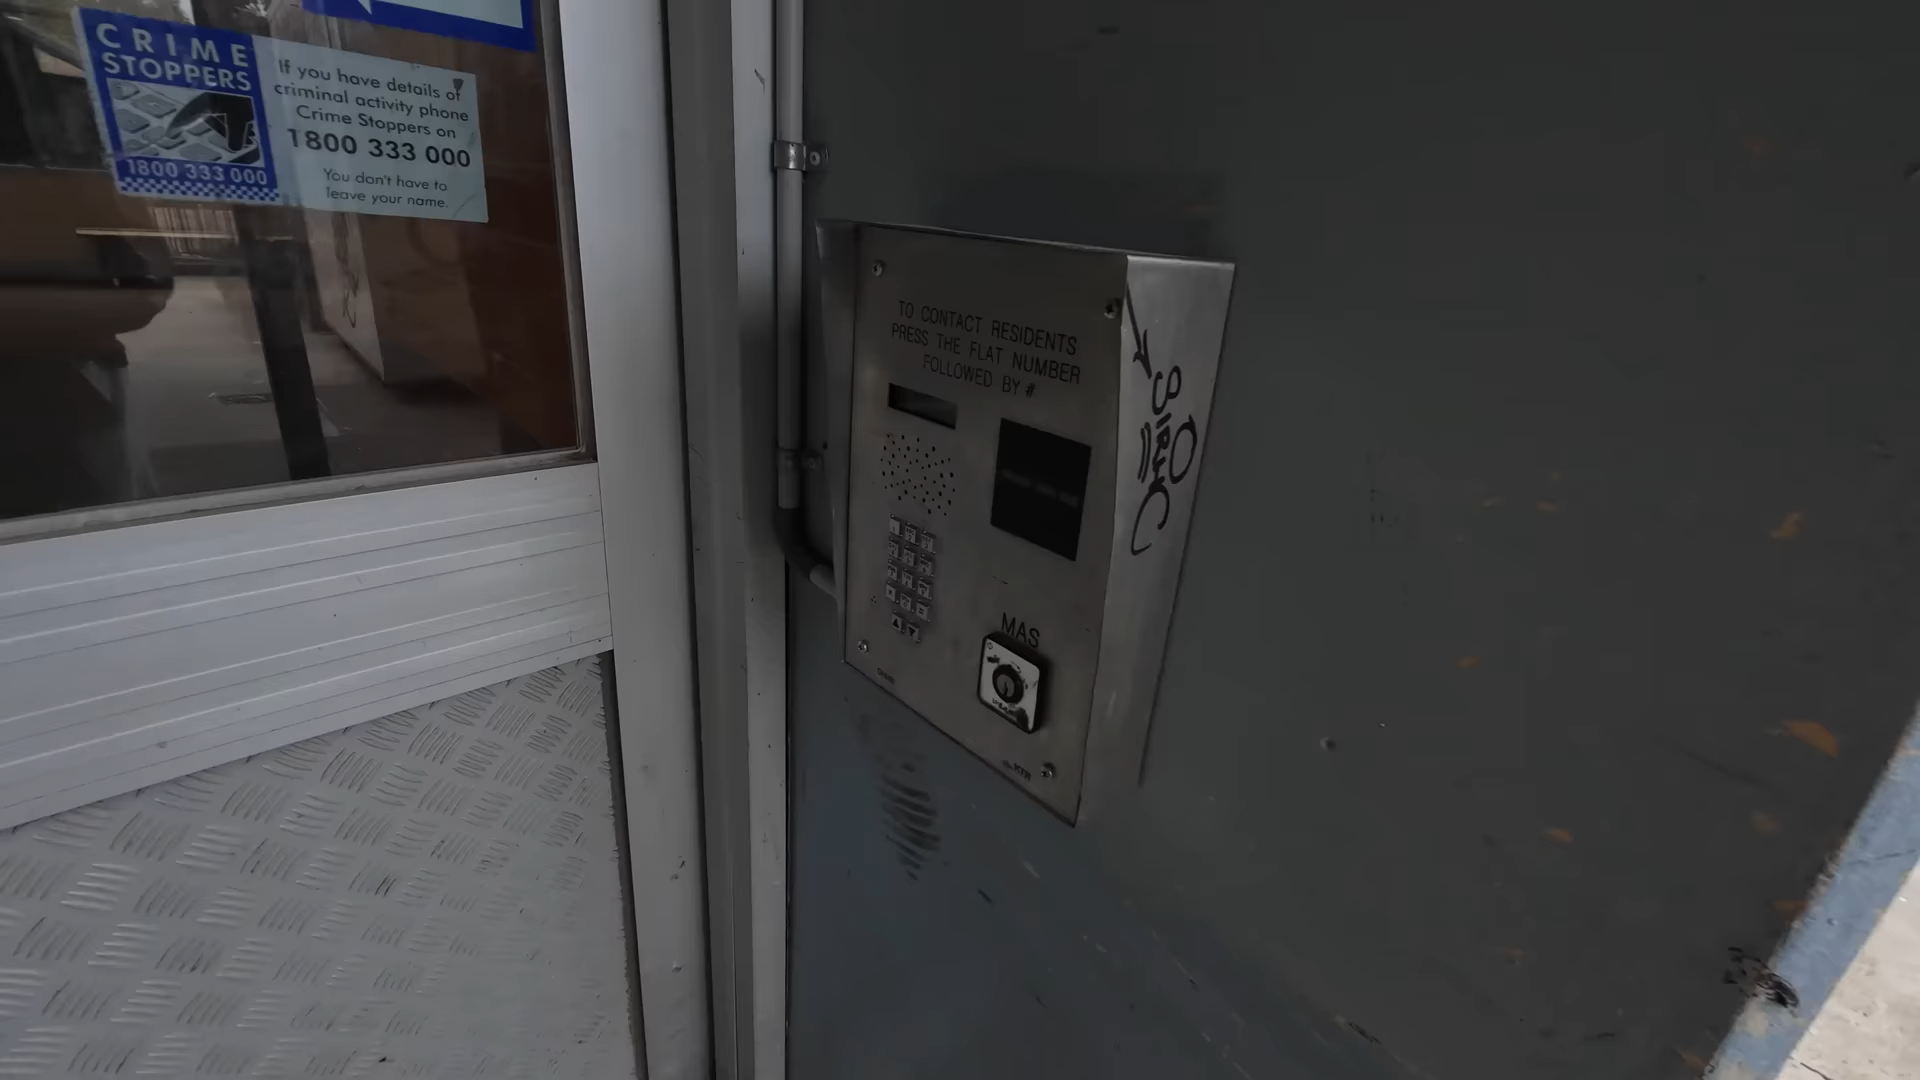 CRIME
STOPPERS
1800 333 000
If you have details of
criminal activity phone
Crime Stoppers on
1800 333 000
You don't have to
leave your name.
TO CONTACT RESIDENTS
PRESS THE FLAT NUMBER
FOLLOWED BY #
MAS